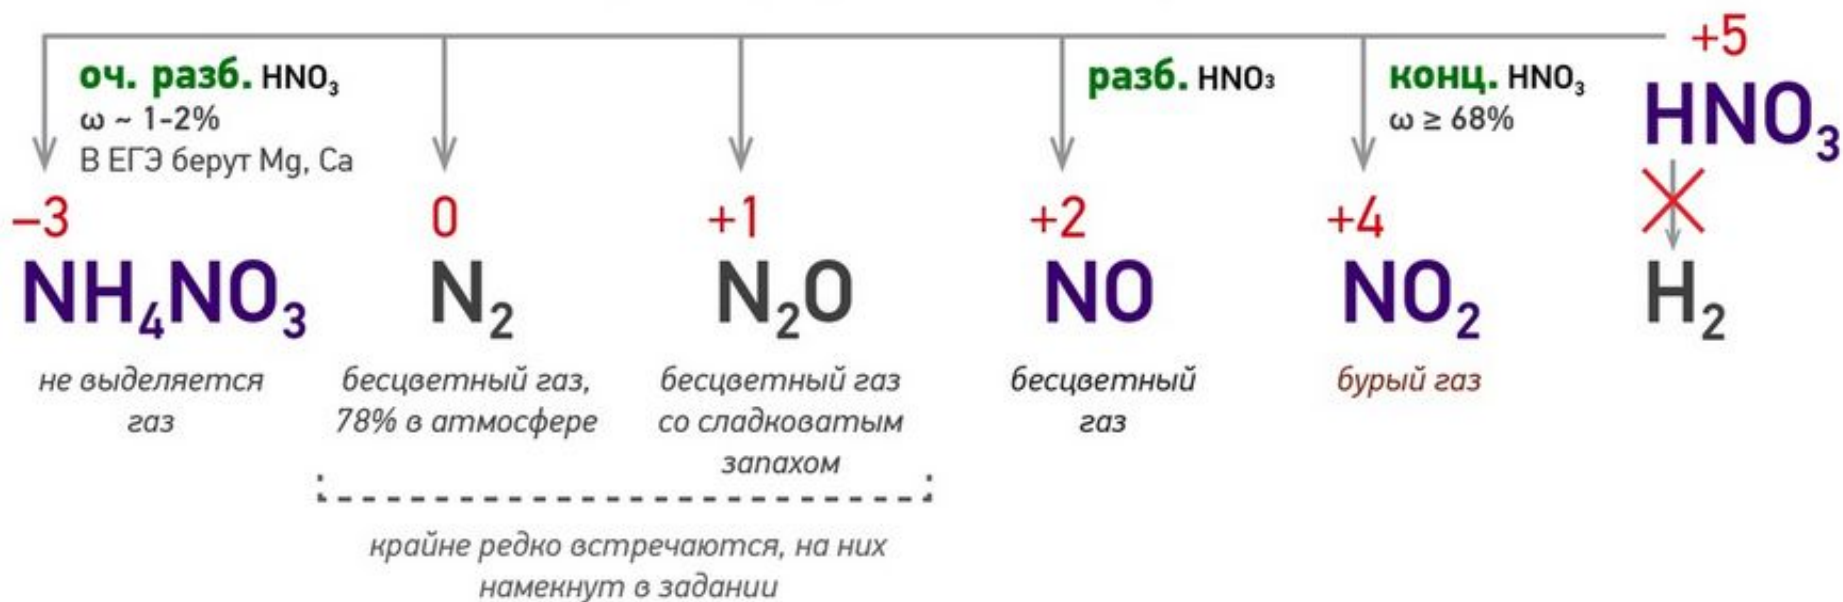 +5
HNO₃
оч. разб. HNO₃
ω ~ 1-2%
В ЕГЭ берут Mg, Ca
разб. HNO₃
конц. HNO₃
ω ≥ 68%
–3
NH₄NO₃
не выделяется
газ
0
N₂
бесцветный газ,
78% в атмосфере
+1
N₂O
бесцветный газ
со сладковатым
запахом
+2
NO
бесцветный
газ
+4
NO₂
бурый газ
H₂
крайне редко встречаются, на них
намекнут в задании